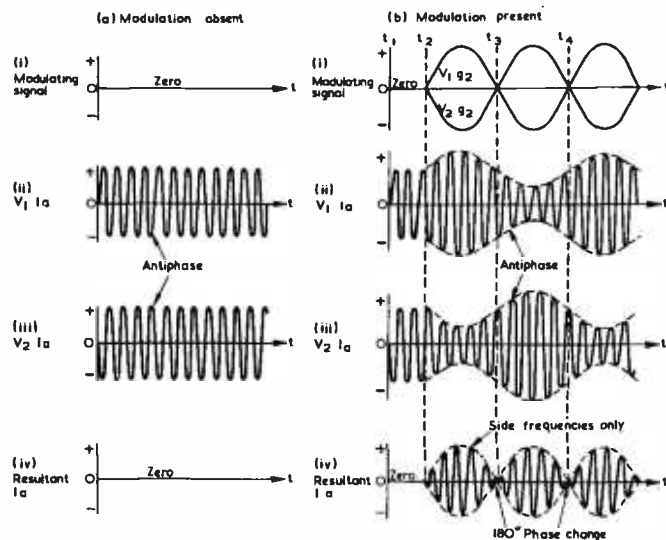 (a) Modulation absent
(i)
Modulating
signal
+
O
−
Zero
t
(ii)
V1 Ia
+
O
−
t
Antiphase
(iii)
V2 Ia
+
O
−
t
(iv)
Resultant
Ia
+
O
−
Zero
t
(b) Modulation present
t1 t2 t3 t4
(i)
Modulating
signal
+
O
−
Zero
V1 g2
V2 g2
t
(ii)
V1 Ia
+
O
−
t
Antiphase
(iii)
V2 Ia
+
O
−
t
Side frequencies only
(iv)
Resultant
Ia
+
O
−
Zero
t
180° Phase change